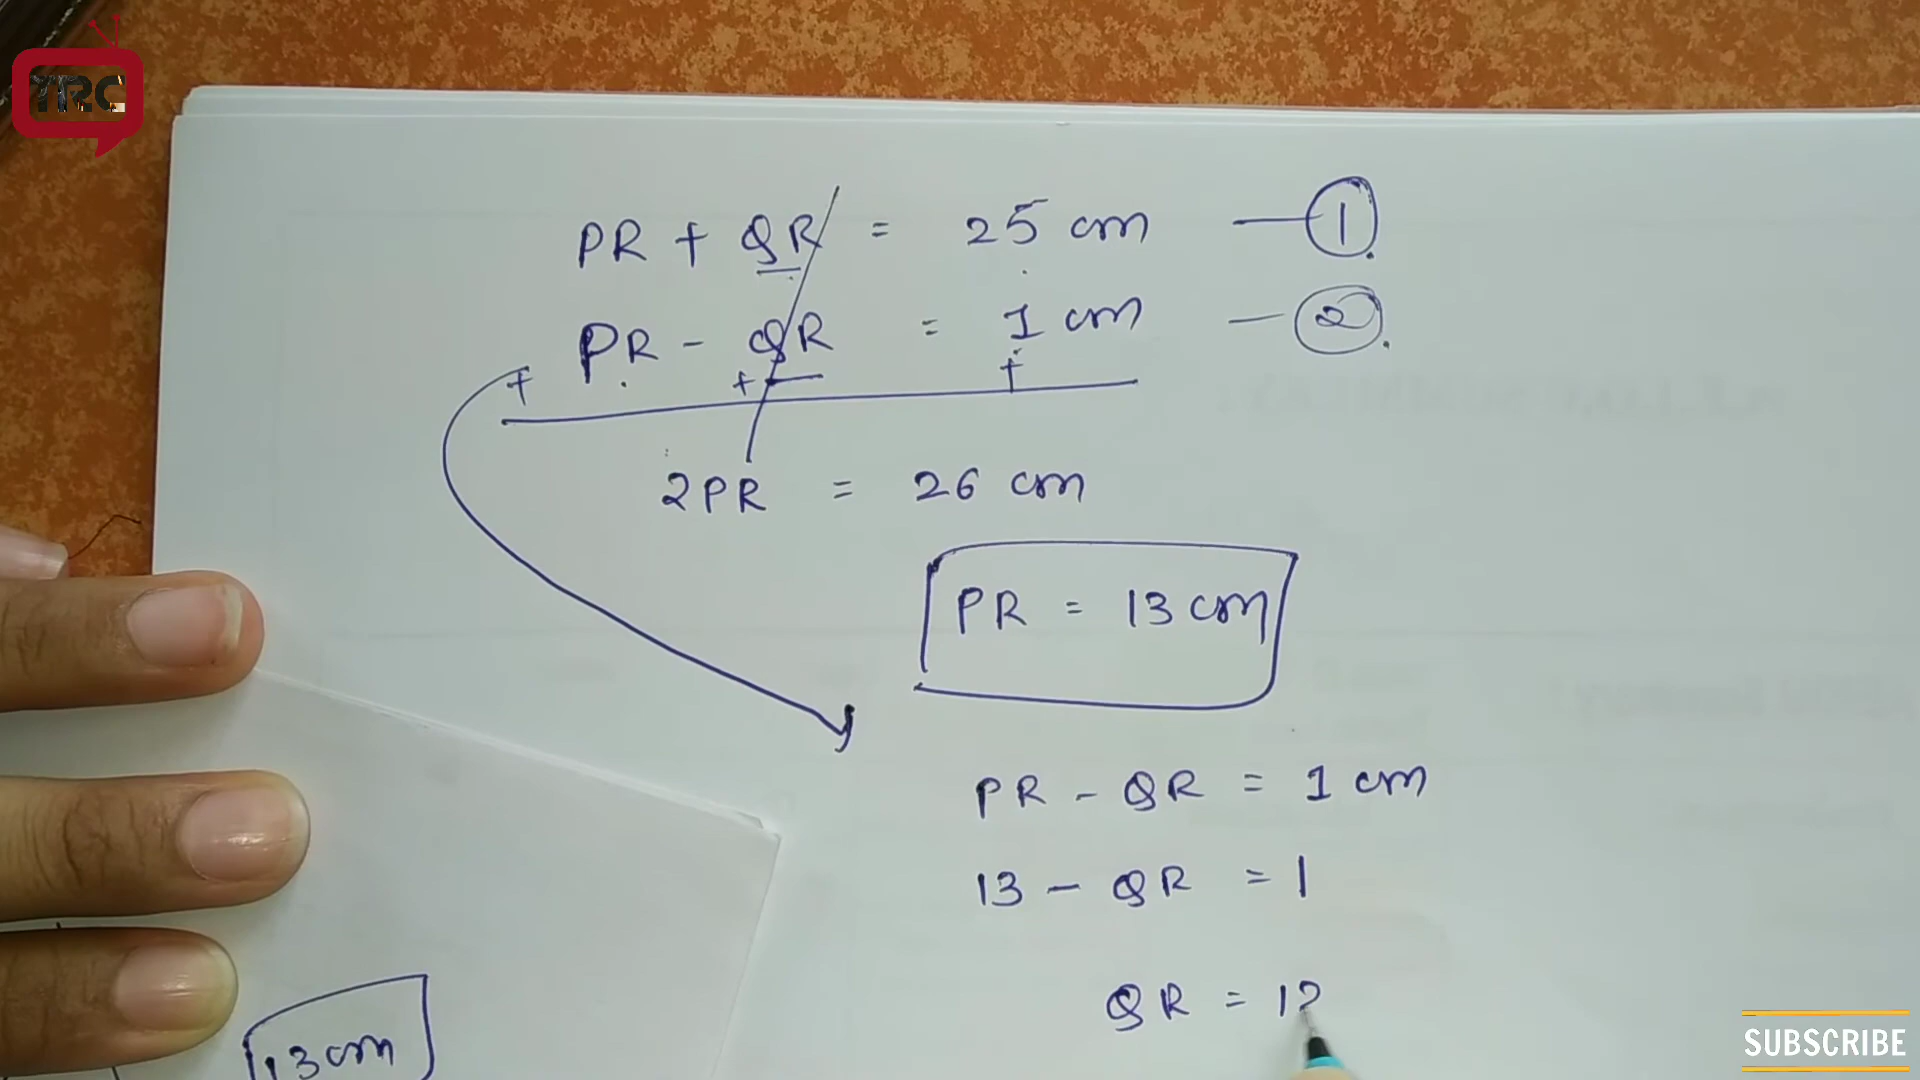 TRC
PR + QR = 25 cm — ①
PR - QR = 1 cm — ②
+ + +
2PR = 26 cm
PR = 13 cm
PR - QR = 1 cm
13 - QR = 1
QR = 12
13 cm
SUBSCRIBE